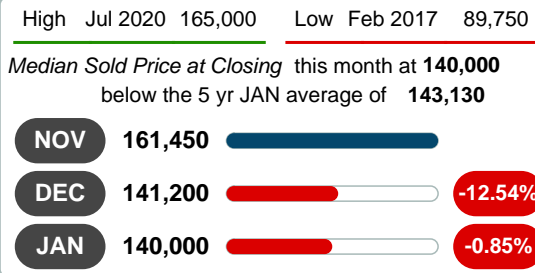 High Jul 2020 165,000 Low Feb 2017 89,750
Median Sold Price at Closing this month at 140,000
below the 5 yr JAN average of 143,130
NOV 161,450
DEC 141,200 -12.54%
JAN 140,000 -0.85%